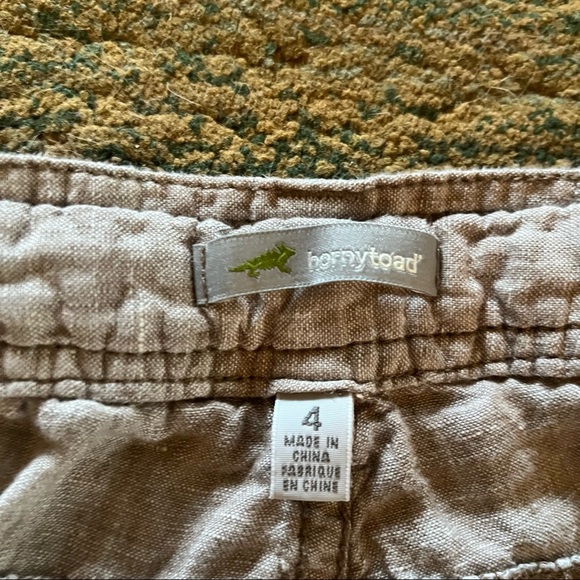 hornytoad®
4
MADE IN
CHINA
FABRIQUE
EN CHINE